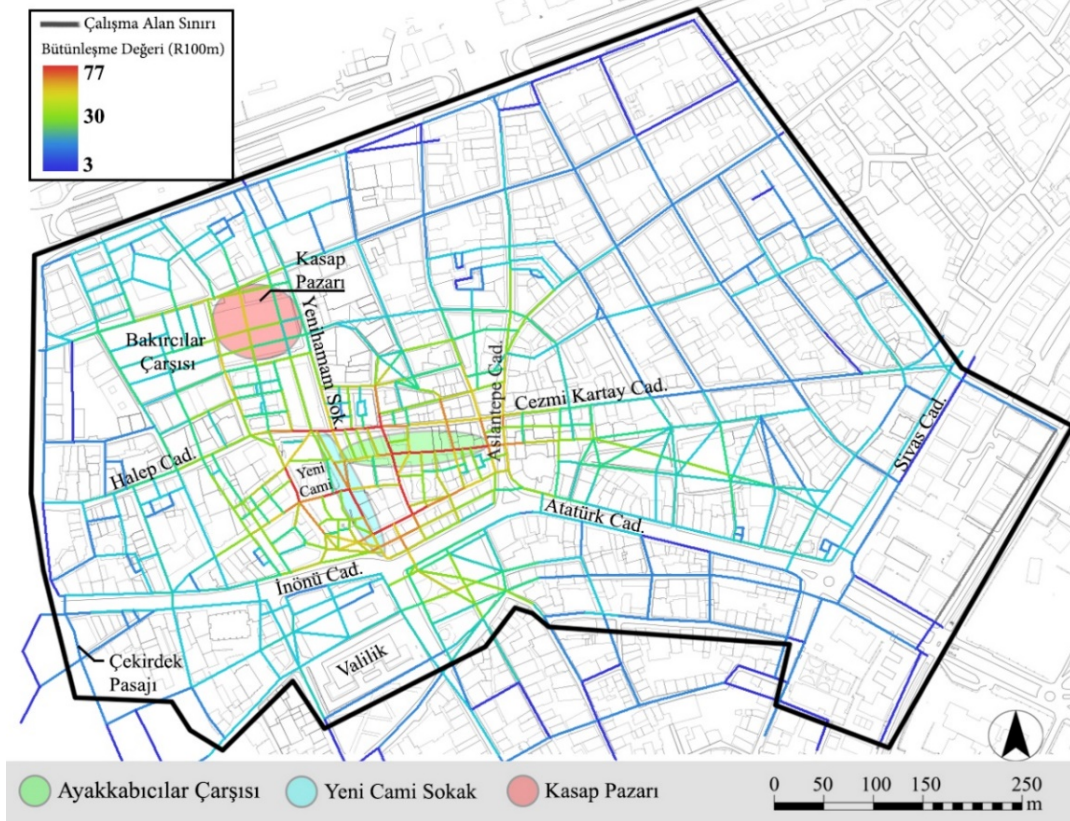 Çalışma Alan Sınırı
Bütünleşme Değeri (R100m)
77
30
3
Kasap
Pazarı
Bakırcılar
Çarşısı
Yenihamam Sok.
Aslantepe Cad.
Cezmi Kartay Cad.
Sivas Cad.
Halep Cad.
Yeni
Cami
Atatürk Cad.
İnönü Cad.
Çekirdek
Pasajı
Valilik
Ayakkabıcılar Çarşısı
Yeni Cami Sokak
Kasap Pazarı
0 50 100 150 250
m